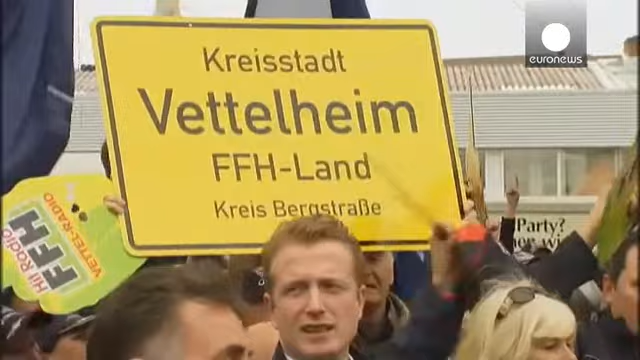 euronews
Kreisstadt
Vettelheim
FFH-Land
Kreis Bergstraße
Hit Radio
FFH
VETTEL-RADIO
Party?